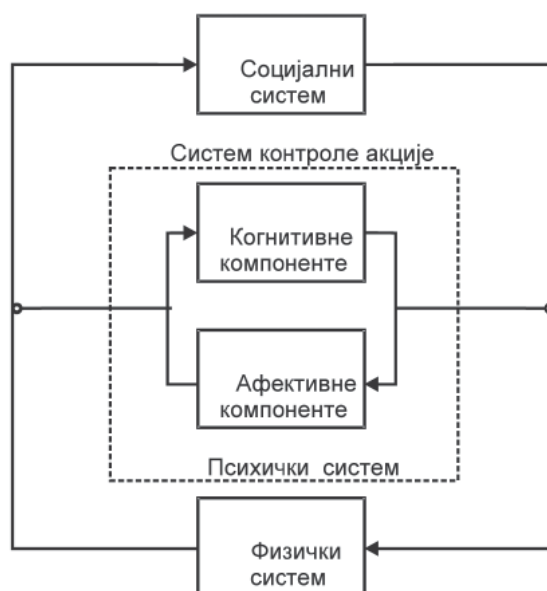 Социјални
систем
Систем контроле акције
Когнитивне
компоненте
Афективне
компоненте
Психички систем
Физички
систем